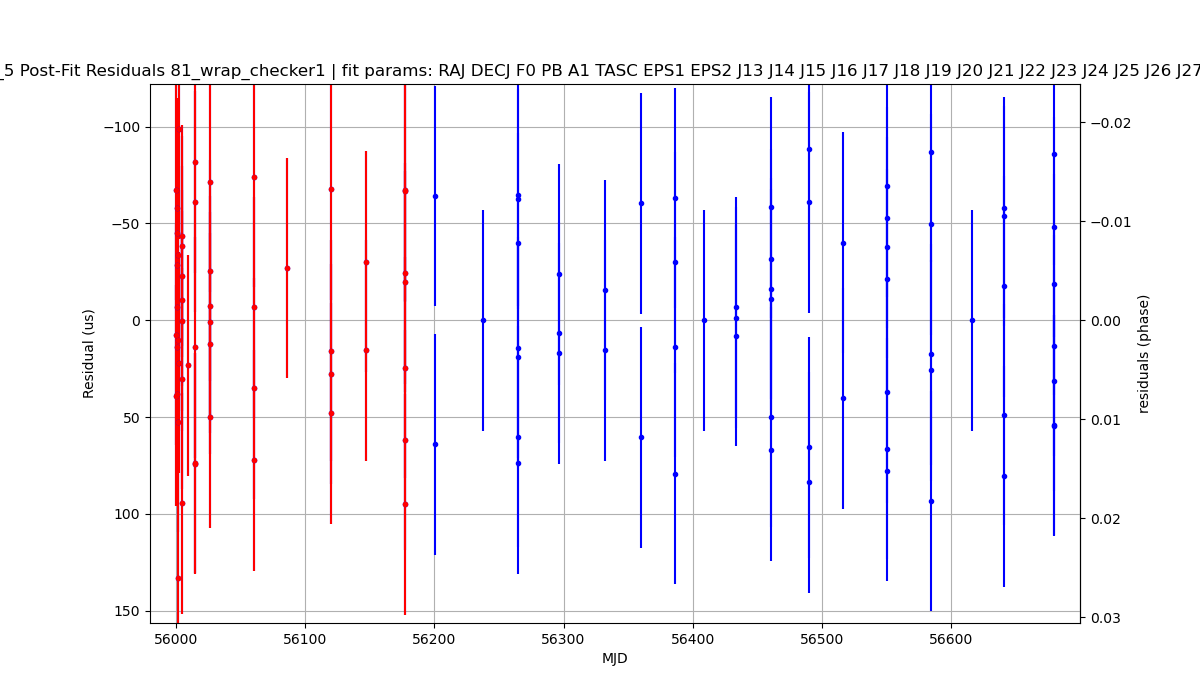 _5 Post-Fit Residuals 81_wrap_checker1 | fit params: RAJ DECJ F0 PB A1 TASC EPS1 EPS2 J13 J14 J15 J16 J17 J18 J19 J20 J21 J22 J23 J24 J25 J26 J27
−100
−50
0
50
100
150
Residual (us)
−0.02
−0.01
0.00
0.01
0.02
0.03
residuals (phase)
56000 56100 56200 56300 56400 56500 56600
MJD